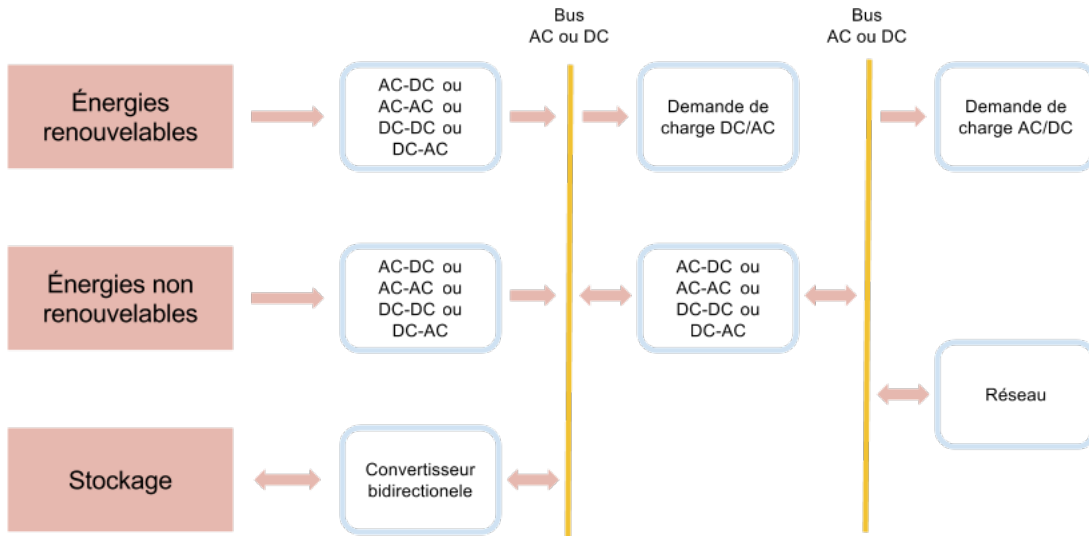 Bus
AC ou DC
Bus
AC ou DC
Énergies
renouvelables
AC-DC ou
AC-AC ou
DC-DC ou
DC-AC
Demande de
charge DC/AC
Demande de
charge AC/DC
Énergies non
renouvelables
AC-DC ou
AC-AC ou
DC-DC ou
DC-AC
AC-DC ou
AC-AC ou
DC-DC ou
DC-AC
Réseau
Stockage
Convertisseur
bidirectionele